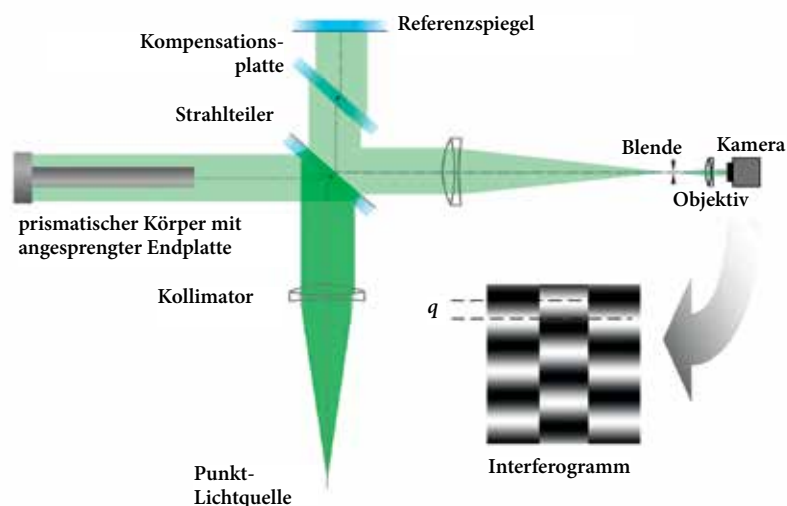 Referenzspiegel
Kompensations-
platte
Strahlteiler
Blende
Kamera
Objektiv
prismatischer Körper mit
angesprengter Endplatte
Kollimator
q
Interferogramm
Punkt-
Lichtquelle